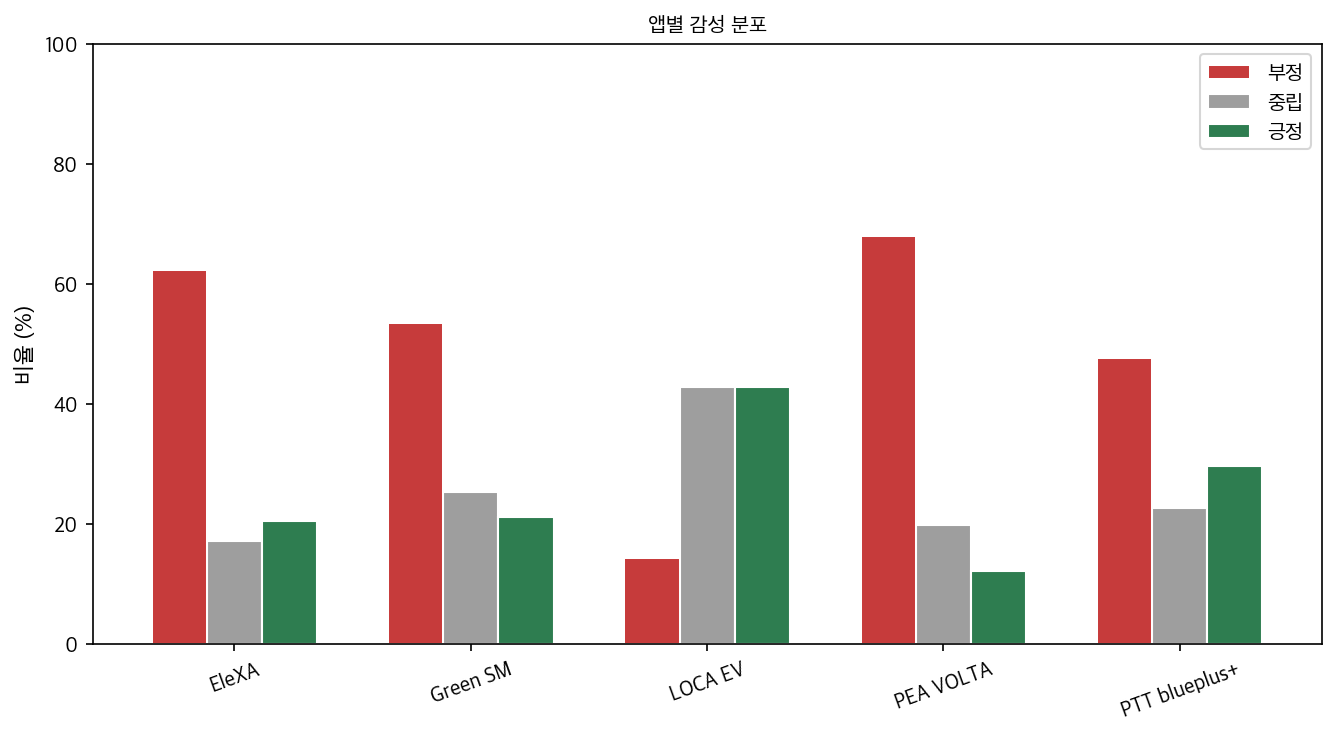 앱별 감성 분포
비율 (%)
100
80
60
40
20
0
부정
중립
긍정
EleXA
Green SM
LOCA EV
PEA VOLTA
PTT blueplus+